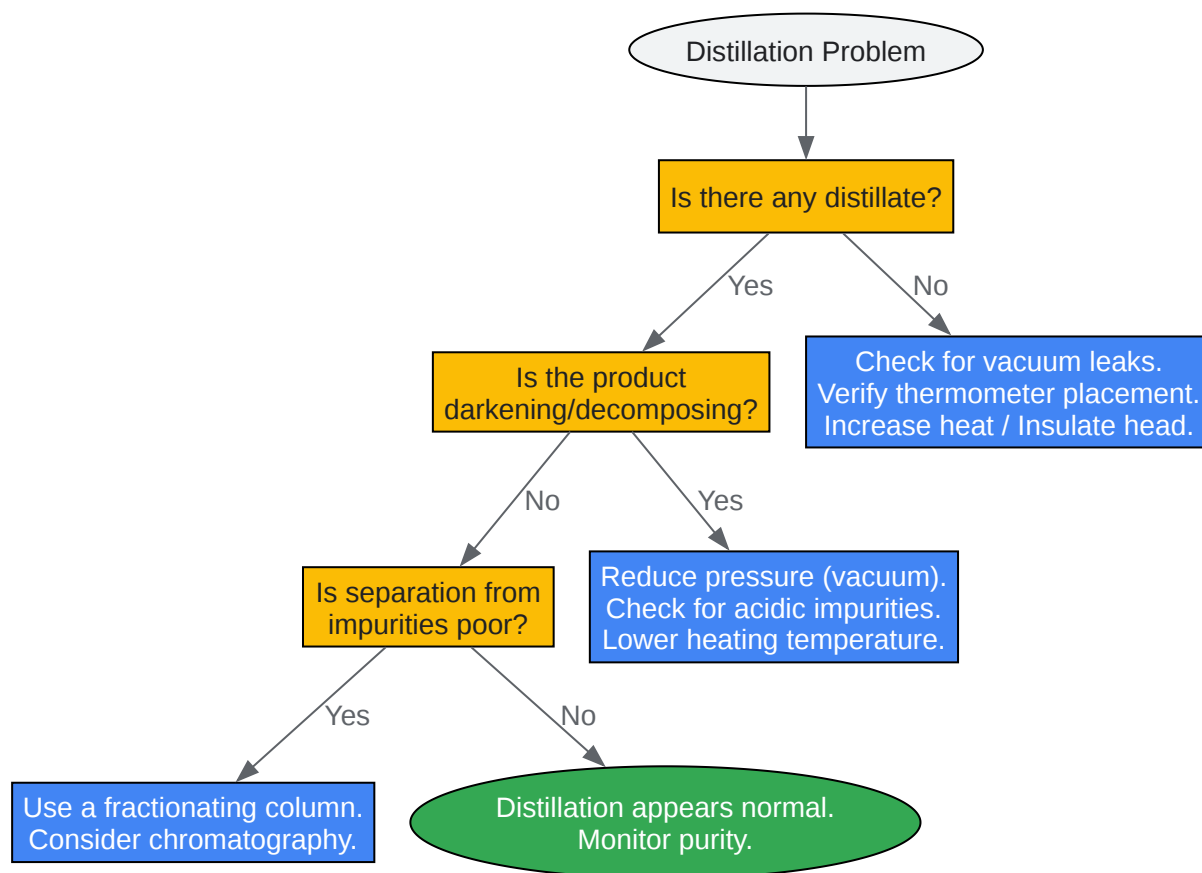 Distillation Problem
Is there any distillate?
Yes
No
Is the product
darkening/decomposing?
Check for vacuum leaks.
Verify thermometer placement.
Increase heat / Insulate head.
No
Yes
Is separation from
impurities poor?
Reduce pressure (vacuum).
Check for acidic impurities.
Lower heating temperature.
Yes
No
Use a fractionating column.
Consider chromatography.
Distillation appears normal.
Monitor purity.